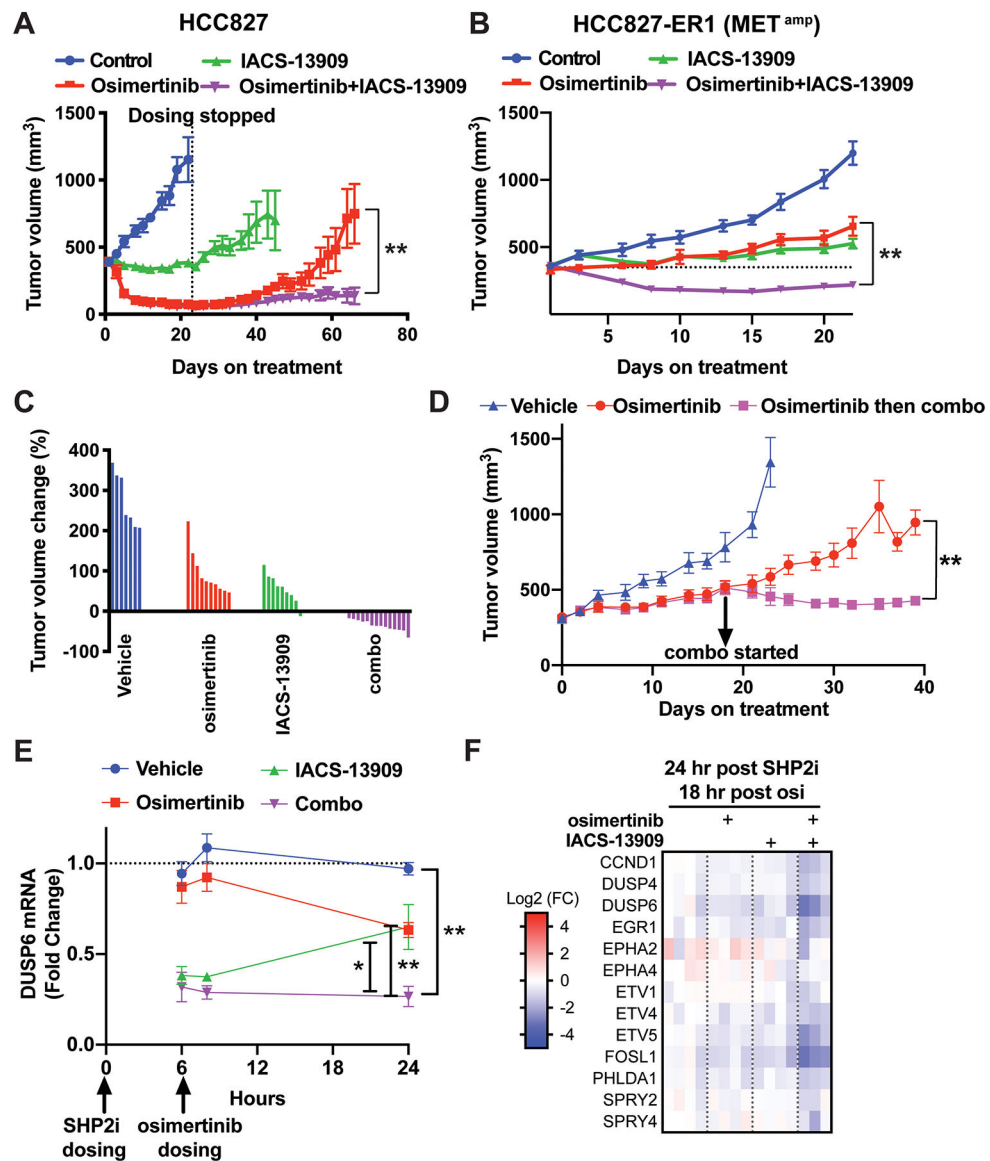 A
HCC827
Control
IACS-13909
Osimertinib
Osimertinib+IACS-13909
Dosing stopped
Tumor volume (mm3)
1500
1000
500
0
0 20 40 60 80
**
Days on treatment
B
HCC827-ER1 (MET amp)
Control
IACS-13909
Osimertinib
Osimertinib+IACS-13909
Tumor volume (mm3)
1500
1000
500
0
5 10 15 20
**
Days on treatment
C
Tumor volume change (%)
400
300
200
100
0
-100
Vehicle
osimertinib
IACS-13909
combo
D
Vehicle
Osimertinib
Osimertinib then combo
Tumor volume (mm3)
1500
1000
500
0
0 10 20 30 40
**
combo started
Days on treatment
E
Vehicle
IACS-13909
Osimertinib
Combo
DUSP6 mRNA
(Fold Change)
1.0
0.5
0.0
*
**
**
0 6 12 18 24
Hours
SHP2i
dosing
osimertinib
dosing
F
24 hr post SHP2i
18 hr post osi
osimertinib + +
IACS-13909 + +
Log2 (FC)
4
2
0
-2
-4
CCND1
DUSP4
DUSP6
EGR1
EPHA2
EPHA4
ETV1
ETV4
ETV5
FOSL1
PHLDA1
SPRY2
SPRY4